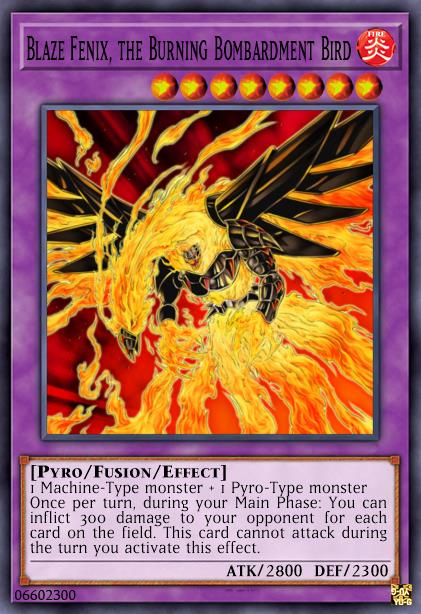 Blaze Fenix, the Burning Bombardment Bird
FIRE
炎
[Pyro/Fusion/Effect]
1 Machine-Type monster + 1 Pyro-Type monster
Once per turn, during your Main Phase: You can
inflict 300 damage to your opponent for each
card on the field. This card cannot attack during
the turn you activate this effect.
ATK/2800 DEF/2300
06602300